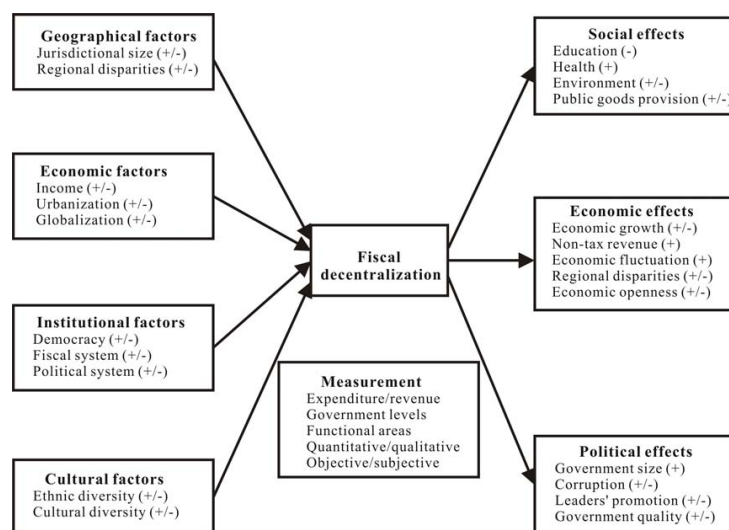 Geographical factors
Jurisdictional size (+/-)
Regional disparities (+/-)
Economic factors
Income (+/-)
Urbanization (+/-)
Globalization (+/-)
Institutional factors
Democracy (+/-)
Fiscal system (+/-)
Political system (+/-)
Cultural factors
Ethnic diversity (+/-)
Cultural diversity (+/-)
Fiscal
decentralization
Measurement
Expenditure/revenue
Government levels
Functional areas
Quantitative/qualitative
Objective/subjective
Social effects
Education (-)
Health (+)
Environment (+/-)
Public goods provision (+/-)
Economic effects
Economic growth (+/-)
Non-tax revenue (+)
Economic fluctuation (+)
Regional disparities (+/-)
Economic openness (+/-)
Political effects
Government size (+)
Corruption (+/-)
Leaders' promotion (+/-)
Government quality (+/-)